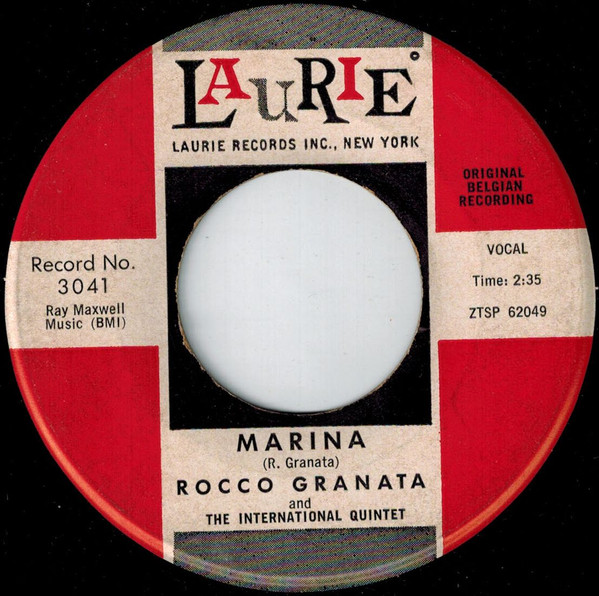 LAURIE°
LAURIE RECORDS INC., NEW YORK
ORIGINAL
BELGIAN
RECORDING
Record No.
3041
Ray Maxwell
Music (BMI)
VOCAL
Time: 2:35
ZTSP 62049
MARINA
(R. Granata)
ROCCO GRANATA
and
THE INTERNATIONAL QUINTET